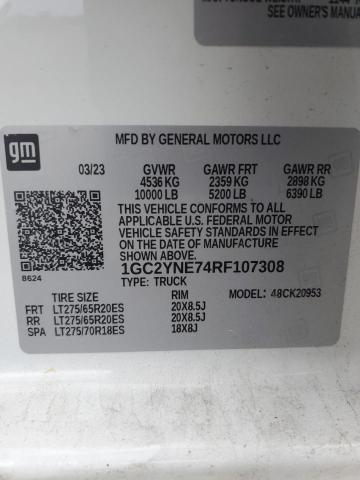 SEE OWNER'S MANUA
gm
MFD BY GENERAL MOTORS LLC
03/23 GVWR GAWR FRT GAWR RR
4536 KG 2359 KG 2898 KG
10000 LB 5200 LB 6390 LB
THIS VEHICLE CONFORMS TO ALL
APPLICABLE U.S. FEDERAL MOTOR
VEHICLE SAFETY STANDARDS IN EFFECT
ON THE DATE OF MANUFACTURE SHOWN ABOVE.
1GC2YNE74RF107308
8624
TYPE: TRUCK
TIRE SIZE RIM MODEL: 48CK20953
FRT LT275/65R20ES 20X8.5J
RR LT275/65R20ES 20X8.5J
SPA LT275/70R18ES 18X8J